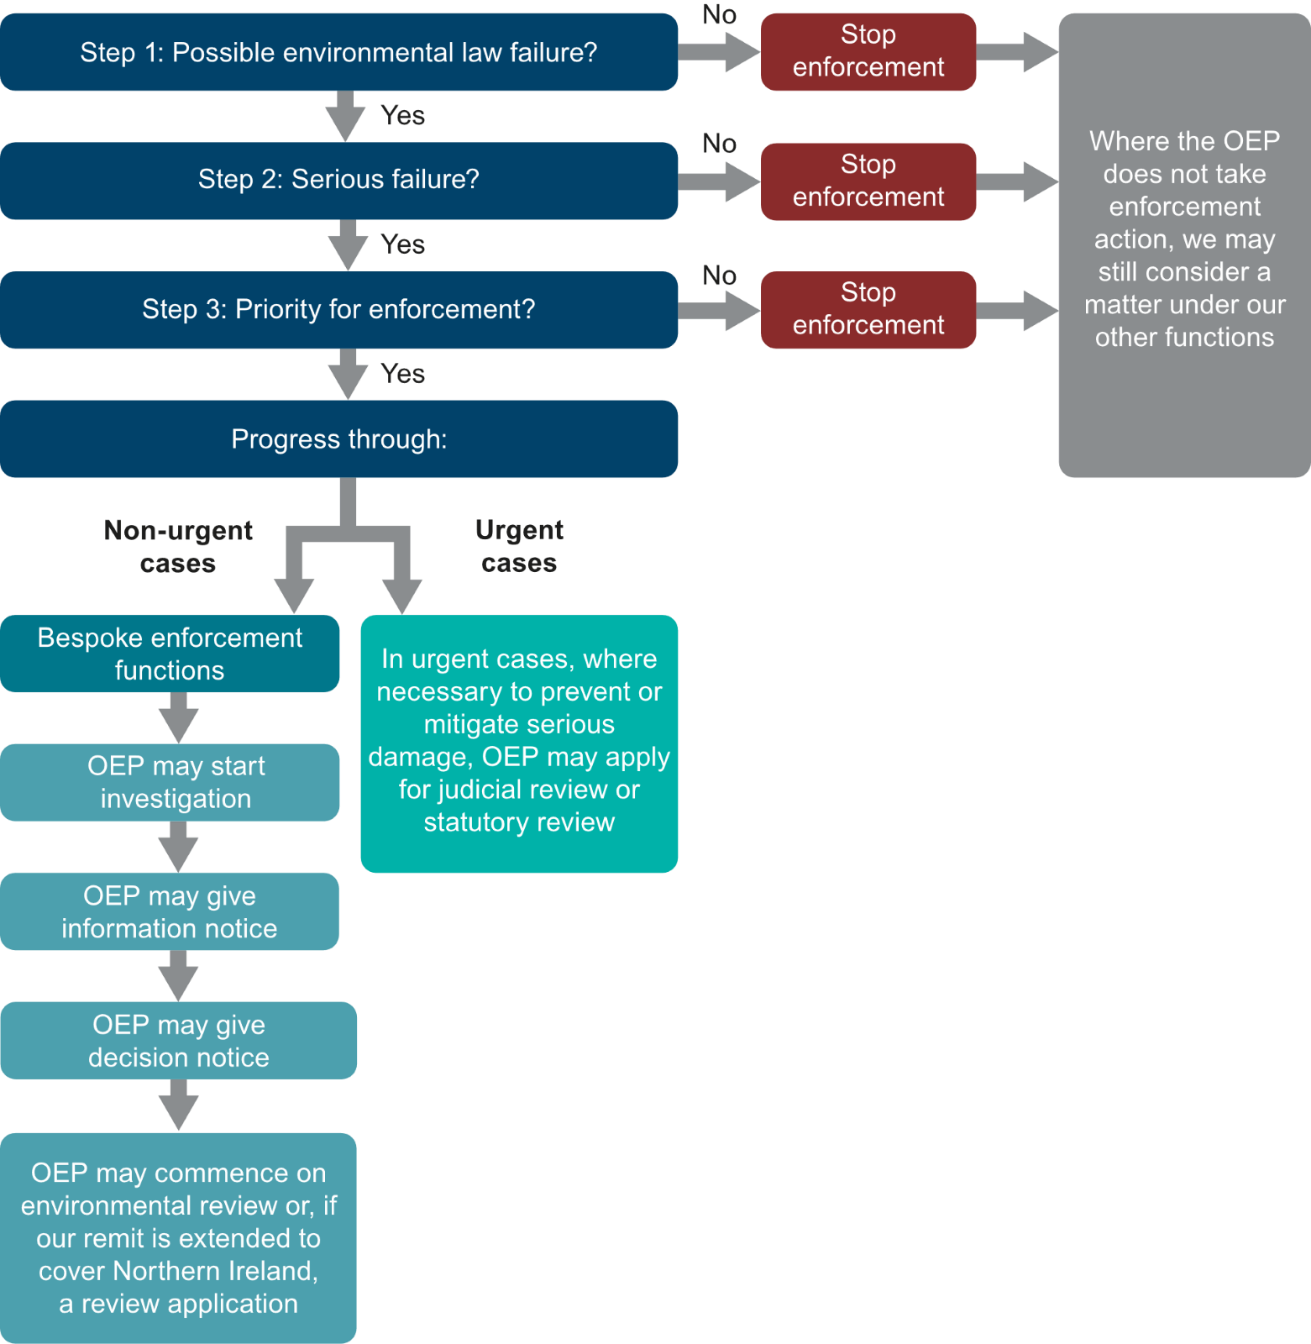 Step 1: Possible environmental law failure?
No
Stop
enforcement
Yes
Step 2: Serious failure?
No
Stop
enforcement
Yes
Step 3: Priority for enforcement?
No
Stop
enforcement
Where the OEP
does not take
enforcement
action, we may
still consider a
matter under our
other functions
Yes
Progress through:
Non-urgent
cases
Urgent
cases
Bespoke enforcement
functions
OEP may start
investigation
OEP may give
information notice
OEP may give
decision notice
OEP may commence on
environmental review or, if
our remit is extended to
cover Northern Ireland,
a review application
In urgent cases, where
necessary to prevent or
mitigate serious
damage, OEP may apply
for judicial review or
statutory review